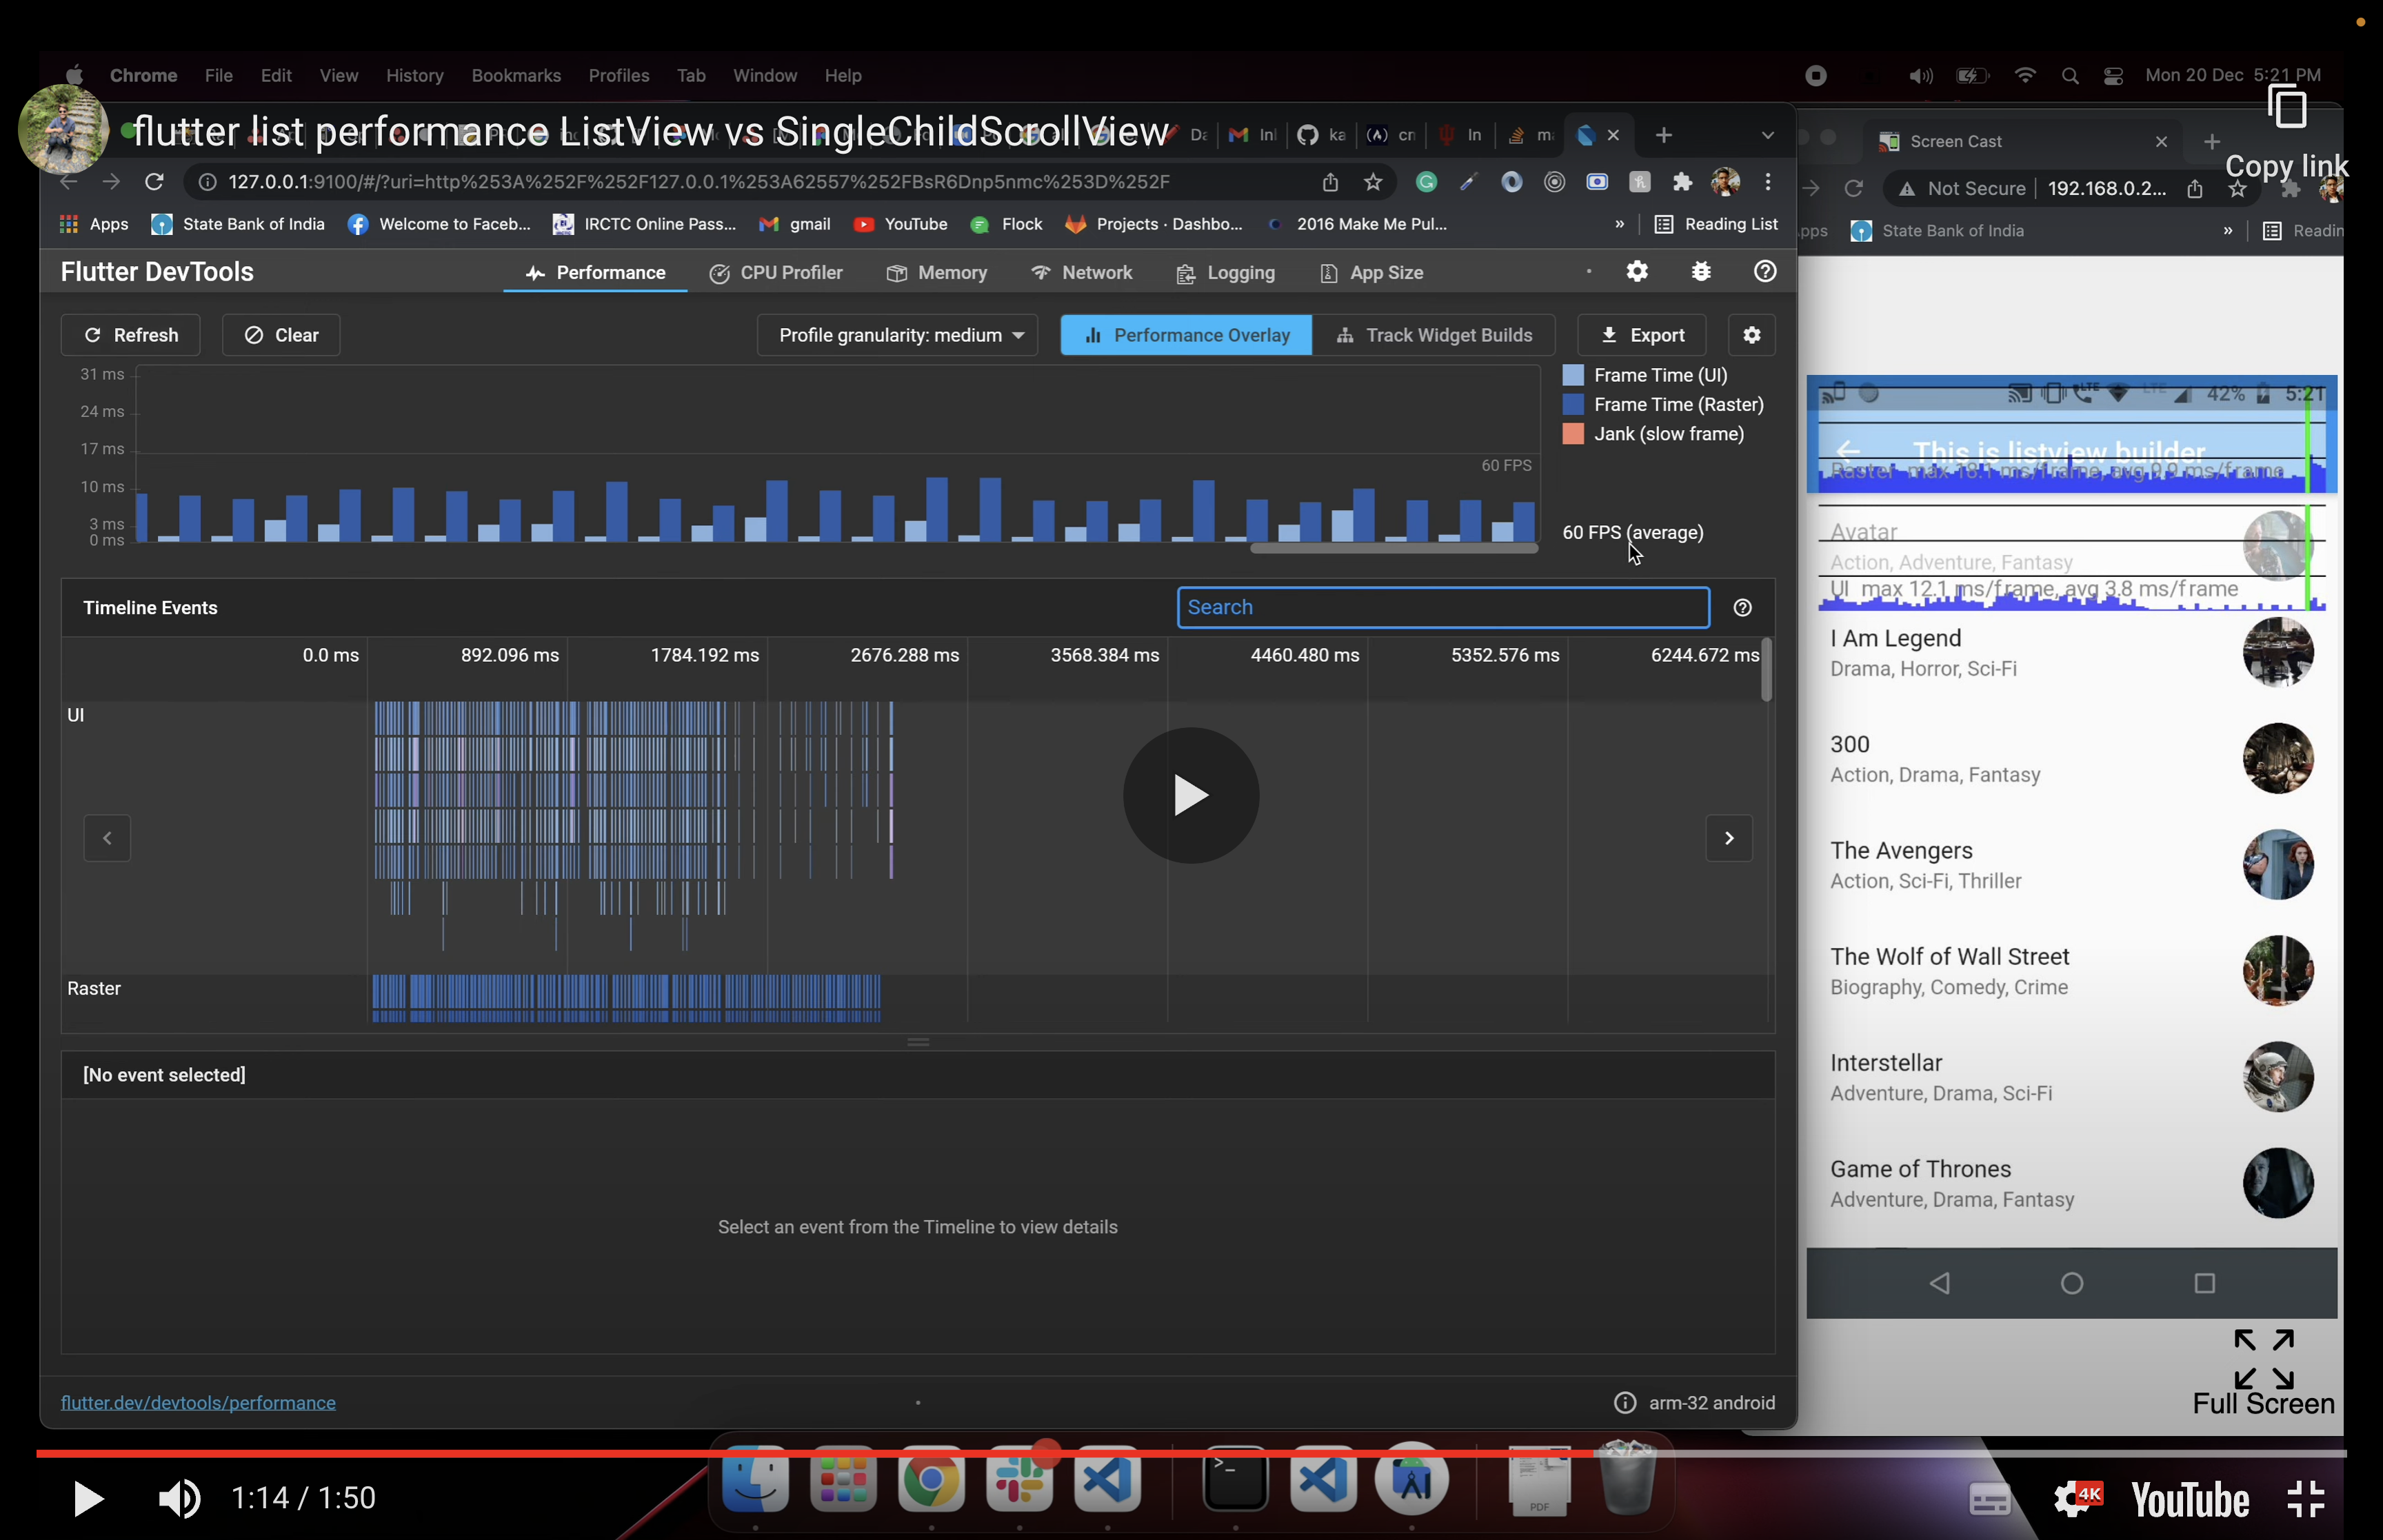 Chrome File Edit View History Bookmarks Profiles Tab Window Help Mon 20 Dec 5:21 PM
flutter list performance ListView vs SingleChildScrollView
Screen Cast
Copy link
127.0.0.1:9100/#/?uri=http%253A%252F%252F127.0.0.1%253A62557%252FBsR6Dnp5nmc%253D%252F
Not Secure 192.168.0.2...
Apps State Bank of India Welcome to Faceb... IRCTC Online Pass... gmail YouTube Flock Projects · Dashbo... 2016 Make Me Pul... » Reading List
State Bank of India »
Flutter DevTools
Performance CPU Profiler Memory Network Logging App Size
Refresh Clear Profile granularity: medium Performance Overlay Track Widget Builds Export
31 ms
24 ms
17 ms
10 ms
3 ms
0 ms
60 FPS
Frame Time (UI)
Frame Time (Raster)
Jank (slow frame)
60 FPS (average)
Timeline Events Search
0.0 ms 892.096 ms 1784.192 ms 2676.288 ms 3568.384 ms 4460.480 ms 5352.576 ms 6244.672 ms
UI
Raster
[No event selected]
Select an event from the Timeline to view details
flutter.dev/devtools/performance
arm-32 android
LTE LTE 42% 5:21
This is listview builder
Raster max 18.1 ms/frame, avg 9.9 ms/frame
Avatar
Action, Adventure, Fantasy
UI max 12.1 ms/frame, avg 3.8 ms/frame
I Am Legend
Drama, Horror, Sci-Fi
300
Action, Drama, Fantasy
The Avengers
Action, Sci-Fi, Thriller
The Wolf of Wall Street
Biography, Comedy, Crime
Interstellar
Adventure, Drama, Sci-Fi
Game of Thrones
Adventure, Drama, Fantasy
Full Screen
PDF
1:14 / 1:50
4K
YouTube